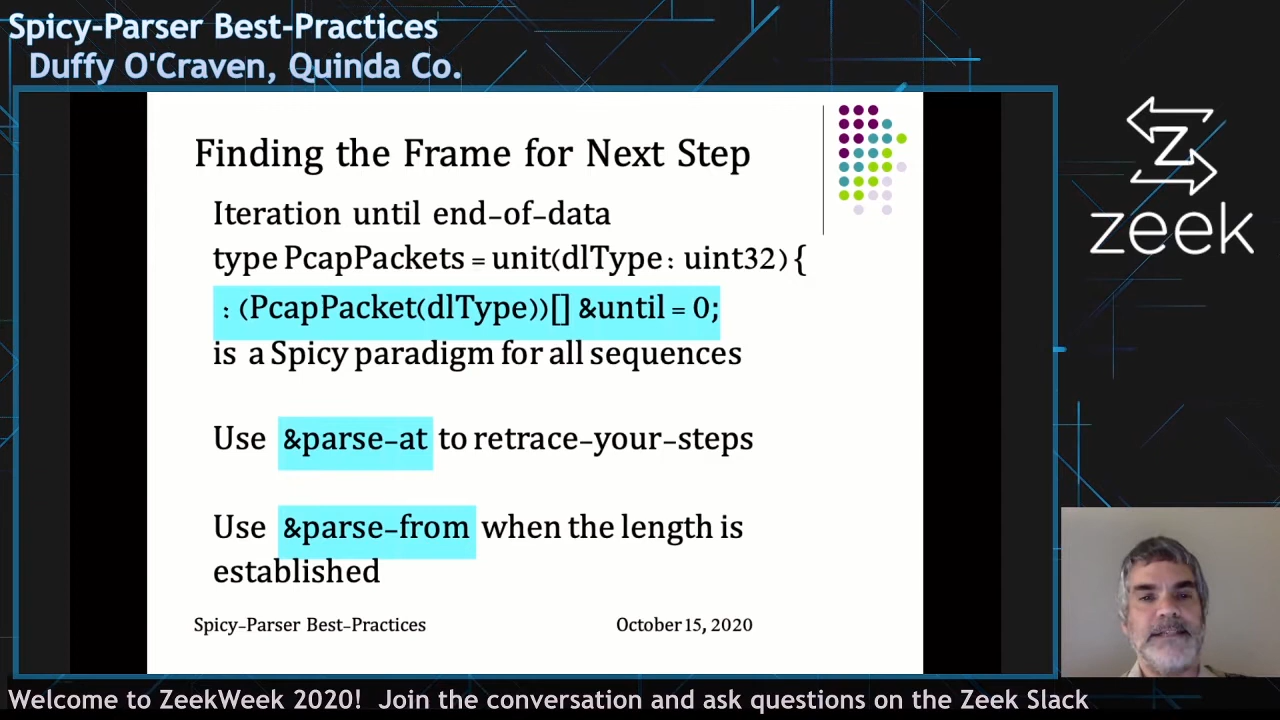 Spicy-Parser Best-Practices
Duffy O'Craven, Quinda Co.
Finding the Frame for Next Step
Iteration until end-of-data
type PcapPackets = unit(dlType: uint32) {
: (PcapPacket(dlType))[] &until = 0;
is a Spicy paradigm for all sequences
Use &parse-at to retrace-your-steps
Use &parse-from when the length is
established
Spicy-Parser Best-Practices
October 15, 2020
Z
zeek
Welcome to ZeekWeek 2020! Join the conversation and ask questions on the Zeek Slack